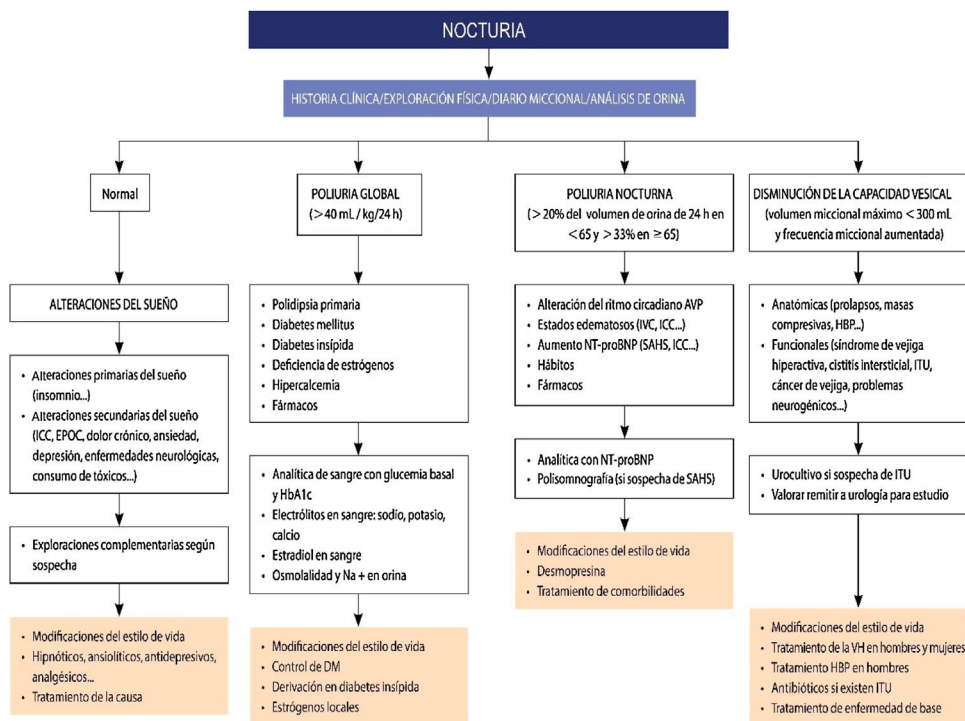 NOCTURIA
HISTORIA CLÍNICA/EXPLORACIÓN FÍSICA/DIARIO MICCIONAL/ANÁLISIS DE ORINA
Normal
ALTERACIONES DEL SUEÑO
• Alteraciones primarias del sueño
(insomnio...)
• Alteraciones secundarias del sueño
(ICC, EPOC, dolor crónico, ansiedad,
depresión, enfermedades neurológicas,
consumo de tóxicos...)
• Exploraciones complementarias según
sospecha
• Modificaciones del estilo de vida
• Hipnóticos, ansiolíticos, antidepresivos,
analgésicos...
• Tratamiento de la causa
POLIURIA GLOBAL
(>40 mL / kg/24 h)
• Polidipsia primaria
• Diabetes mellitus
• Diabetes insípida
• Deficiencia de estrógenos
• Hipercalcemia
• Fármacos
• Analítica de sangre con glucemia basal
y HbA1c
• Electrólitos en sangre: sodio, potasio,
calcio
• Estradiol en sangre
• Osmolalidad y Na + en orina
• Modificaciones del estilo de vida
• Control de DM
• Derivación en diabetes insípida
• Estrógenos locales
POLIURIA NOCTURNA
(>20% del volumen de orina de 24 h en
<65 y >33% en ≥65)
• Alteración del ritmo circadiano AVP
• Estados edematosos (IVC, ICC...)
• Aumento NT-proBNP (SAHS, ICC...)
• Hábitos
• Fármacos
• Analítica con NT-proBNP
• Polisomnografía (si sospecha de SAHS)
• Modificaciones del estilo de vida
• Desmopresina
• Tratamiento de comorbilidades
DISMINUCIÓN DE LA CAPACIDAD VESICAL
(volumen miccional máximo <300 mL
y frecuencia miccional aumentada)
• Anatómicas (prolapsos, masas
compresivas, HBP...)
• Funcionales (síndrome de vejiga
hiperactiva, cistitis intersticial, ITU,
cáncer de vejiga, problemas
neurogénicos...)
• Urocultivo si sospecha de ITU
• Valorar remitir a urología para estudio
• Modificaciones del estilo de vida
• Tratamiento de la VH en hombres y mujeres
• Tratamiento HBP en hombres
• Antibióticos si existen ITU
• Tratamiento de enfermedad de base